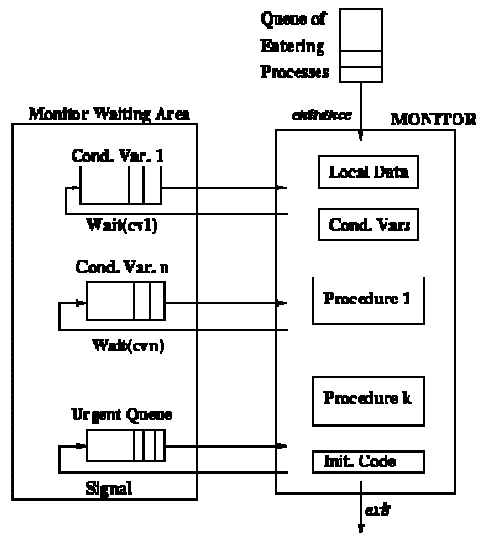 Queue of
Entering
Processes
entrance
Monitor Waiting Area
MONITOR
Cond. Var. 1
Local Data
Wait(cv1)
Cond. Vars
Cond. Var. n
Procedure 1
Wait(cvn)
Procedure k
Urgent Queue
Init. Code
Signal
exit